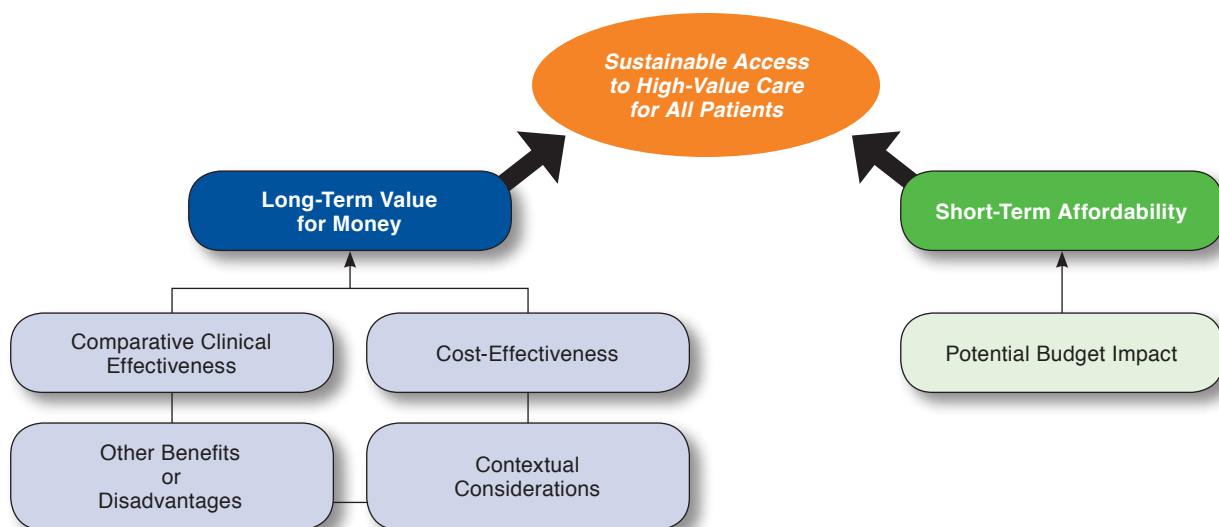 Sustainable Access
to High-Value Care
for All Patients
Long-Term Value
for Money
Short-Term Affordability
Comparative Clinical
Effectiveness
Cost-Effectiveness
Potential Budget Impact
Other Benefits
or
Disadvantages
Contextual
Considerations